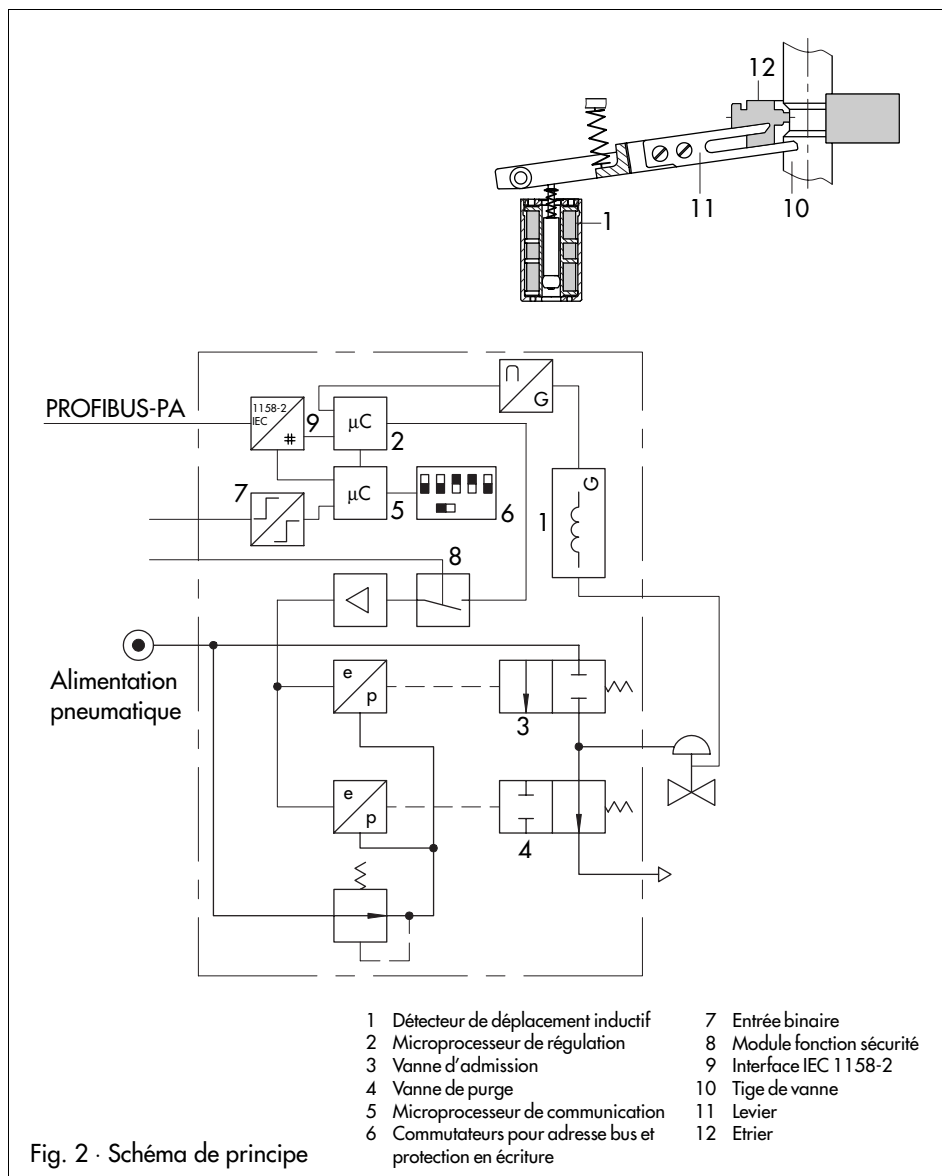 12
1
11
10
PROFIBUS-PA
1158-2
IEC
#
9
µC
2
G
7
µC
5
6
1
G
8
Alimentation
pneumatique
e
p
3
e
p
4
1 Détecteur de déplacement inductif
2 Microprocesseur de régulation
3 Vanne d'admission
4 Vanne de purge
5 Microprocesseur de communication
6 Commutateurs pour adresse bus et
protection en écriture
7 Entrée binaire
8 Module fonction sécurité
9 Interface IEC 1158-2
10 Tige de vanne
11 Levier
12 Etrier
Fig. 2 · Schéma de principe